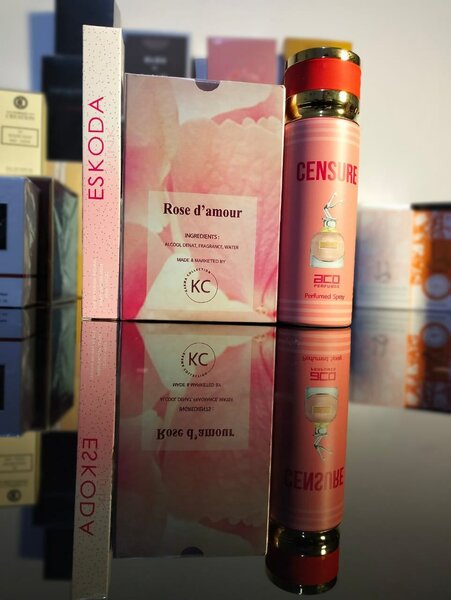 ESKODA
Rose d'amour
INGREDIENTS :
ALCOOL DENAT, FRAGRANCE, WATER
MADE & MARKETED BY
KC
CENSURE
aco
PERFUMES
Perfumed Spray